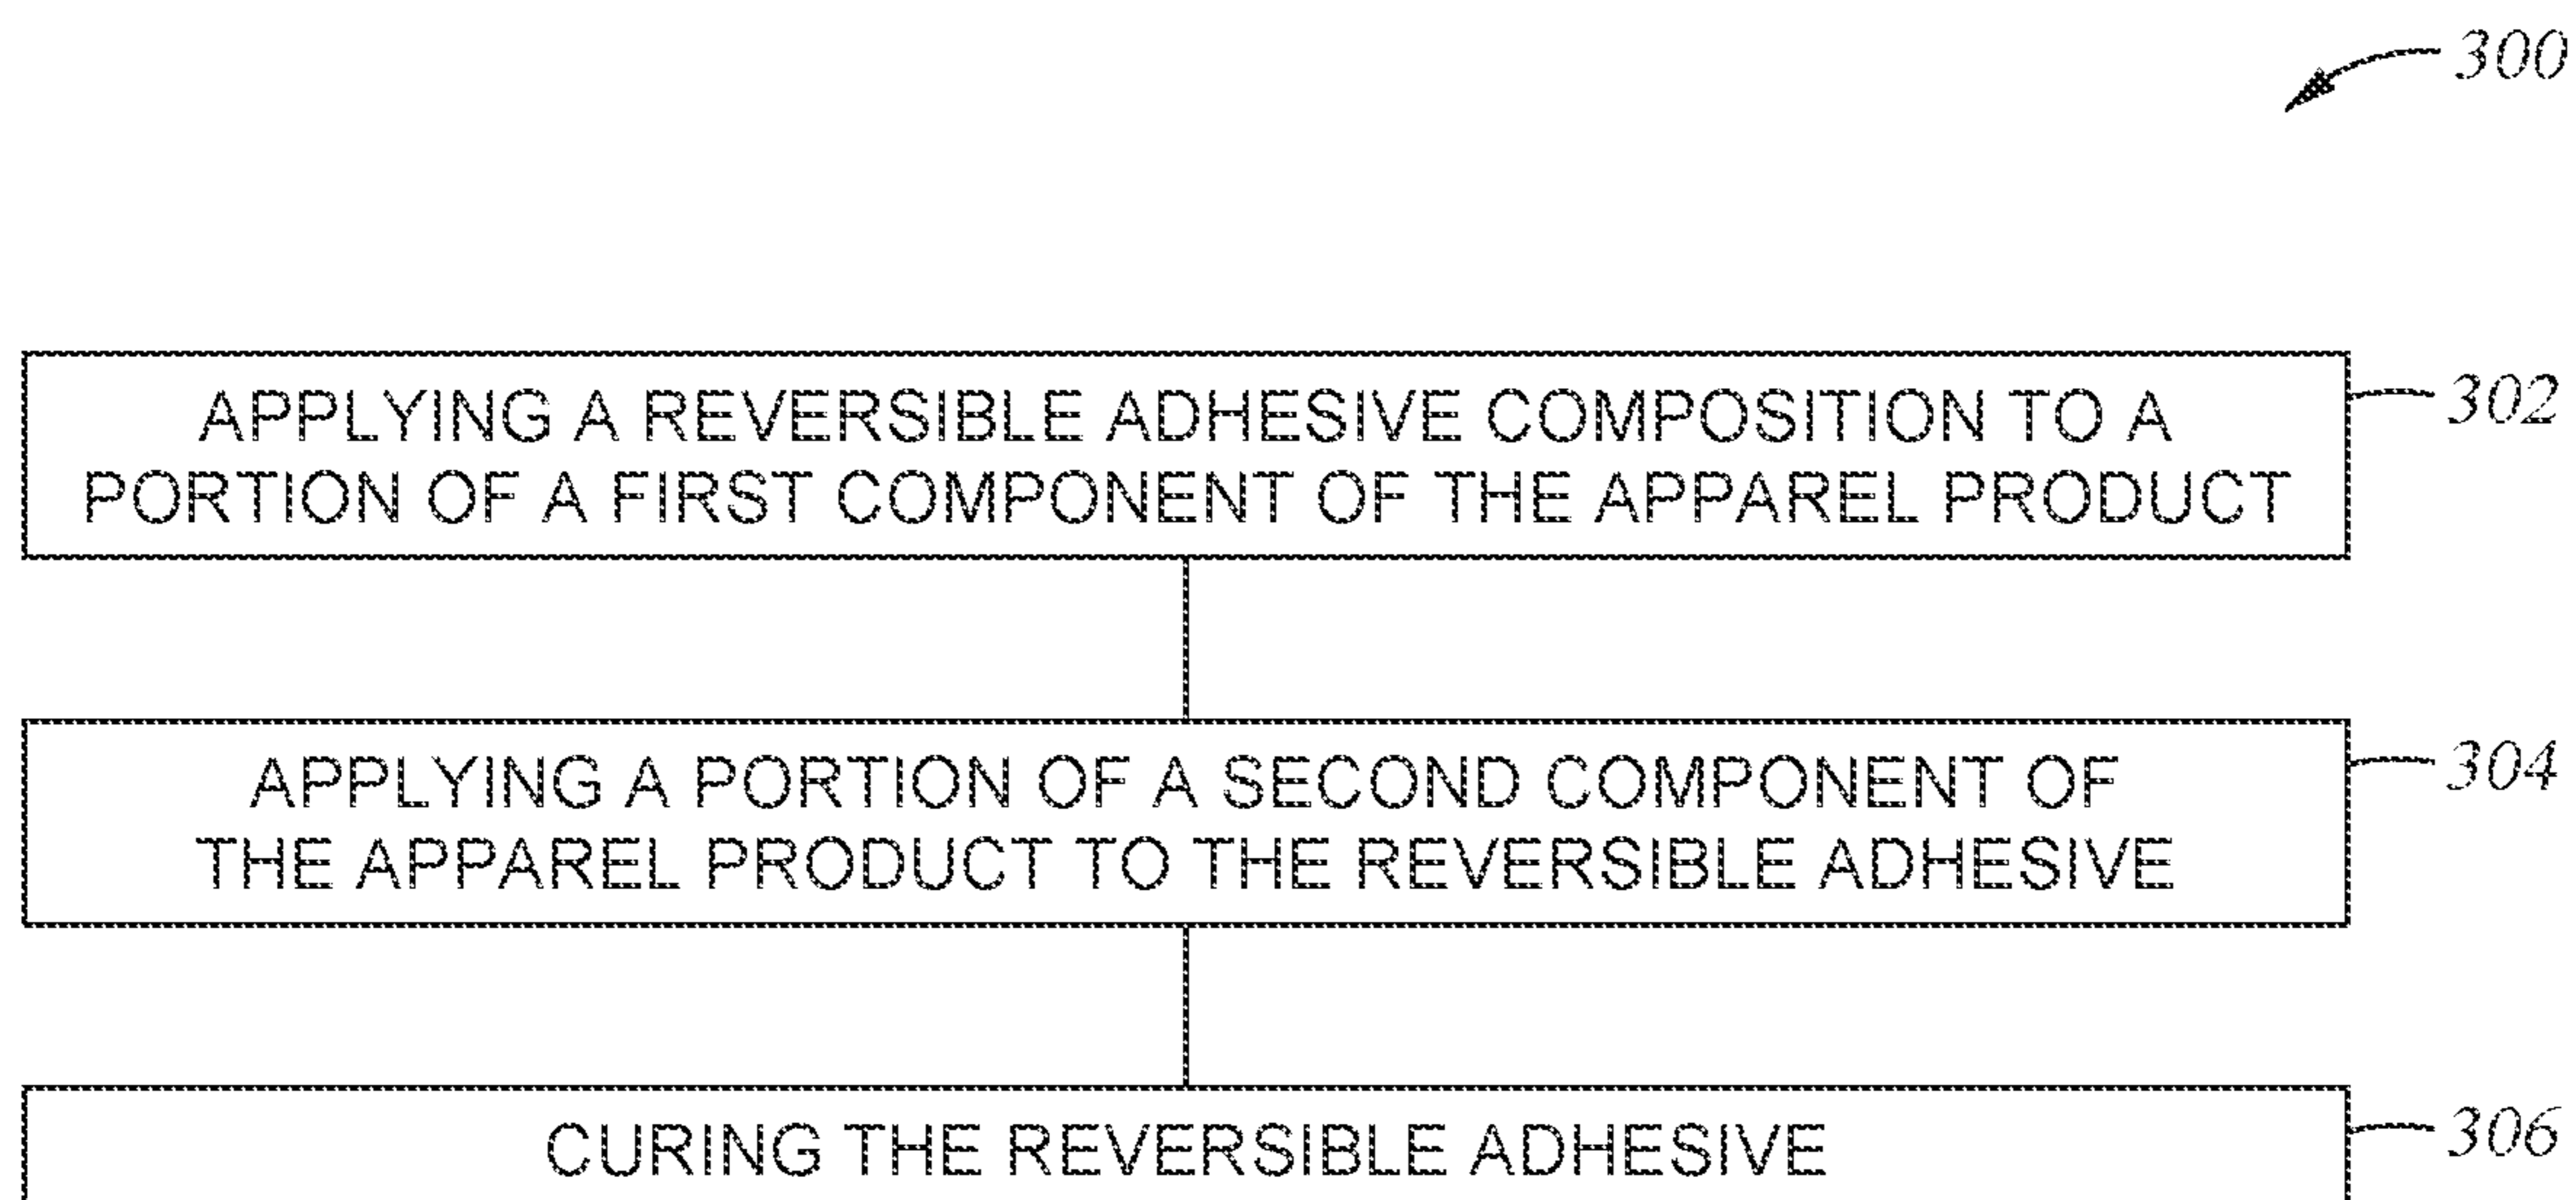 300
APPLYING A REVERSIBLE ADHESIVE COMPOSITION TO A
PORTION OF A FIRST COMPONENT OF THE APPAREL PRODUCT
302
APPLYING A PORTION OF A SECOND COMPONENT OF
THE APPAREL PRODUCT TO THE REVERSIBLE ADHESIVE
304
CURING THE REVERSIBLE ADHESIVE
306